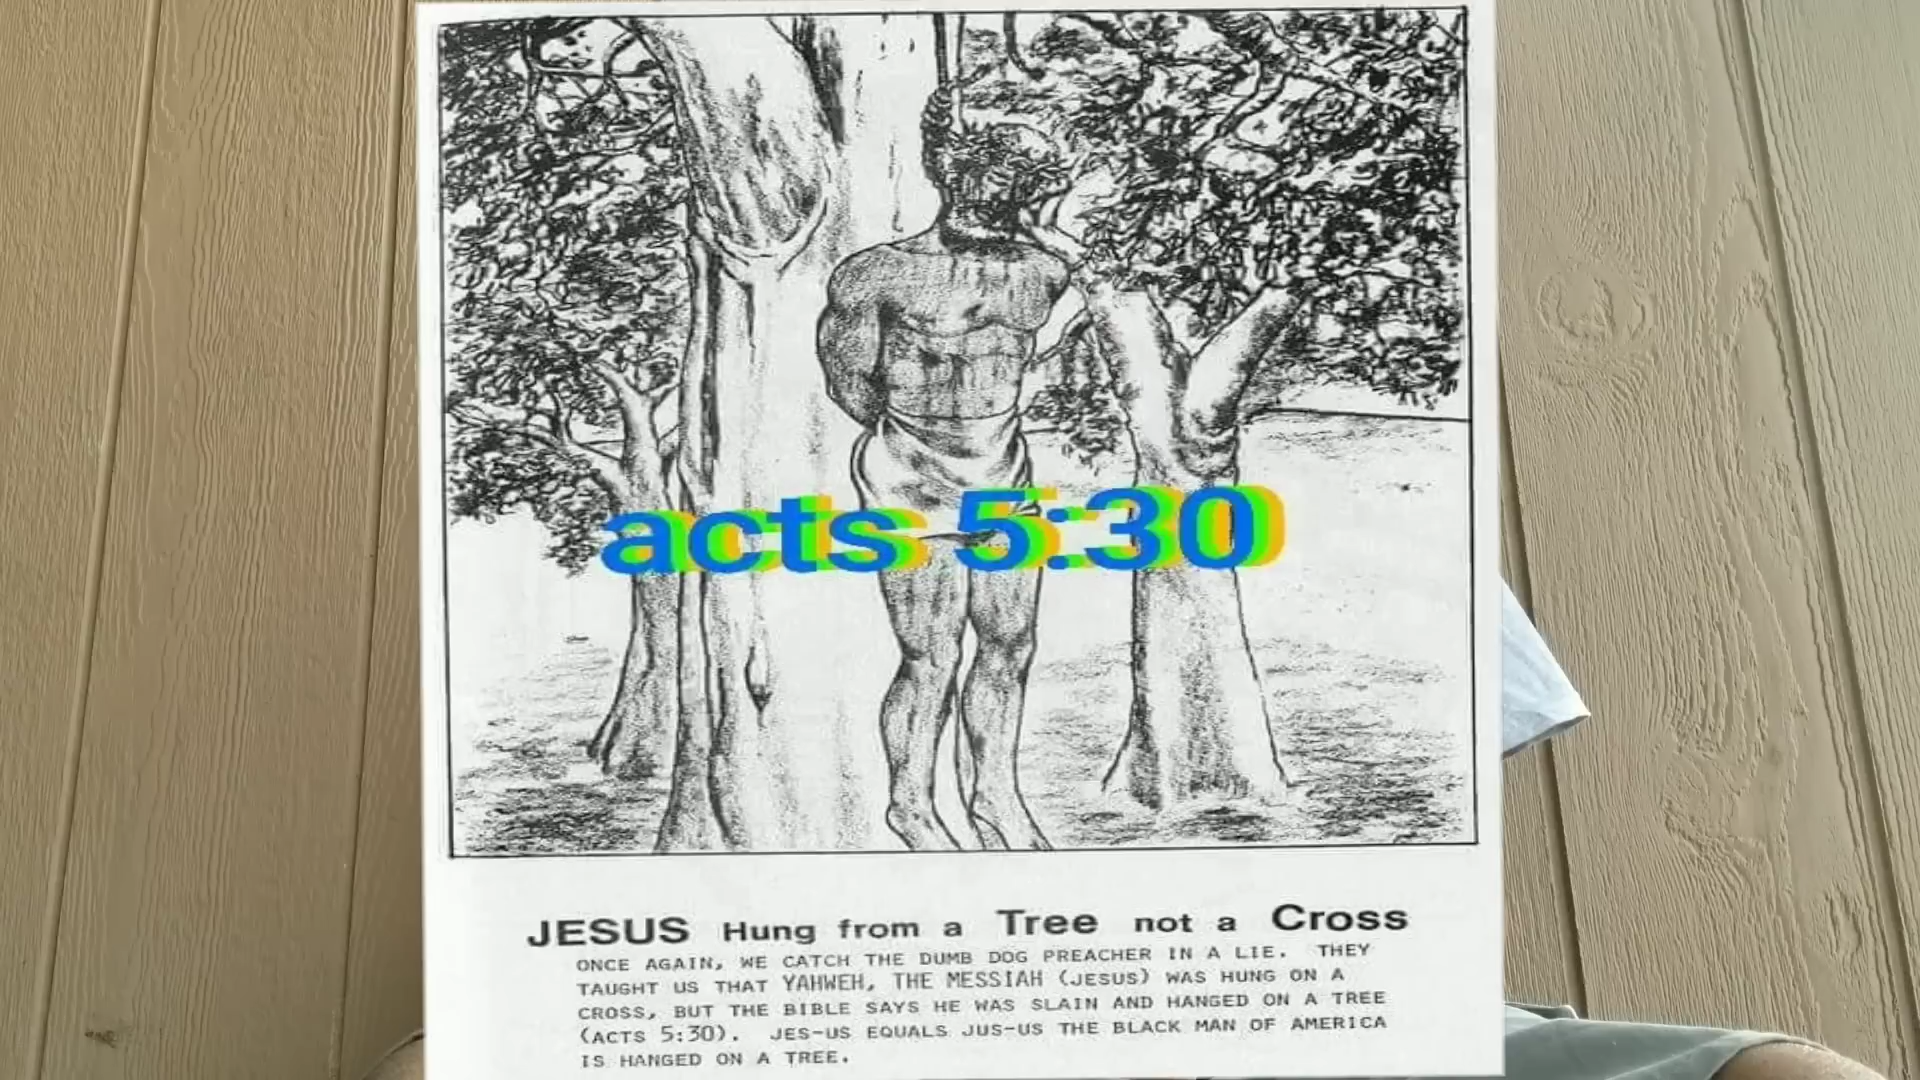 acts 5:30
JESUS Hung from a Tree not a Cross
ONCE AGAIN, WE CATCH THE DUMB DOG PREACHER IN A LIE. THEY
TAUGHT US THAT YAHWEH, THE MESSIAH (JESUS) WAS HUNG ON A
CROSS, BUT THE BIBLE SAYS HE WAS SLAIN AND HANGED ON A TREE
(ACTS 5:30). JES-US EQUALS JUS-US THE BLACK MAN OF AMERICA
IS HANGED ON A TREE.